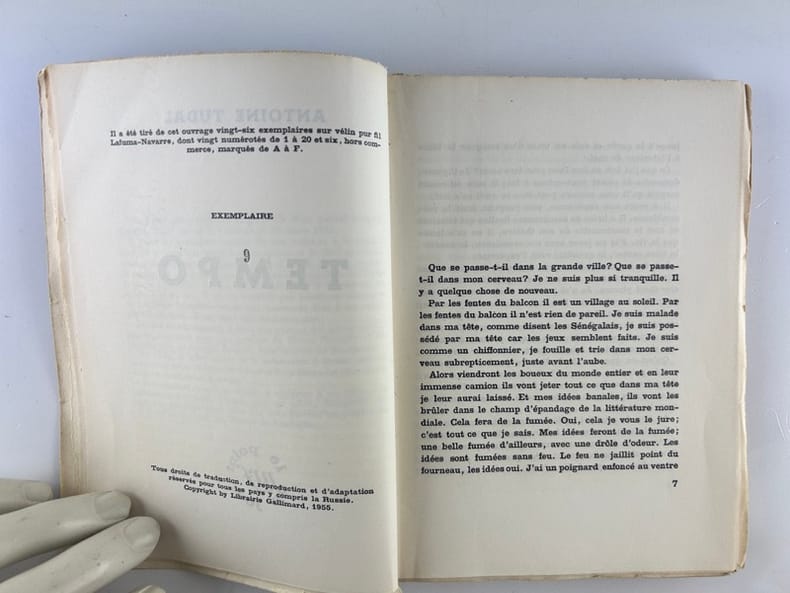 Il a été tiré de cet ouvrage vingt-six exemplaires sur vélin pur fil
Lafuma-Navarre, dont vingt numérotés de 1 à 20 et six, hors com-
merce, marqués de A à F.
EXEMPLAIRE
9
Tous droits de traduction, de reproduction et d'adaptation
réservés pour tous les pays y compris la Russie.
Copyright by Librairie Gallimard, 1955.
Que se passe-t-il dans la grande ville? Que se passe-
t-il dans mon cerveau? Je ne suis plus si tranquille. Il
y a quelque chose de nouveau.
Par les fentes du balcon il est un village au soleil. Par
les fentes du balcon il n'est rien de pareil. Je suis malade
dans ma tête, comme disent les Sénégalais, je suis pos-
sédé par ma tête car les jeux semblent faits. Je suis
comme un chiffonnier, je fouille et trie dans mon cer-
veau subrepticement, juste avant l'aube.
Alors viendront les boueux du monde entier et en leur
immense camion ils vont jeter tout ce que dans ma tête
je leur aurai laissé. Et mes idées banales, ils vont les
brûler dans le champ d'épandage de la littérature mon-
diale. Cela fera de la fumée. Oui, cela je vous le jure;
c'est tout ce que je sais. Mes idées feront de la fumée;
une belle fumée d'ailleurs, avec une drôle d'odeur. Les
idées sont fumées sans feu. Le feu ne jaillit point du
fourneau, les idées oui. J'ai un poignard enfoncé au ventre
7
ANTOINE TUDAL
TEMPO